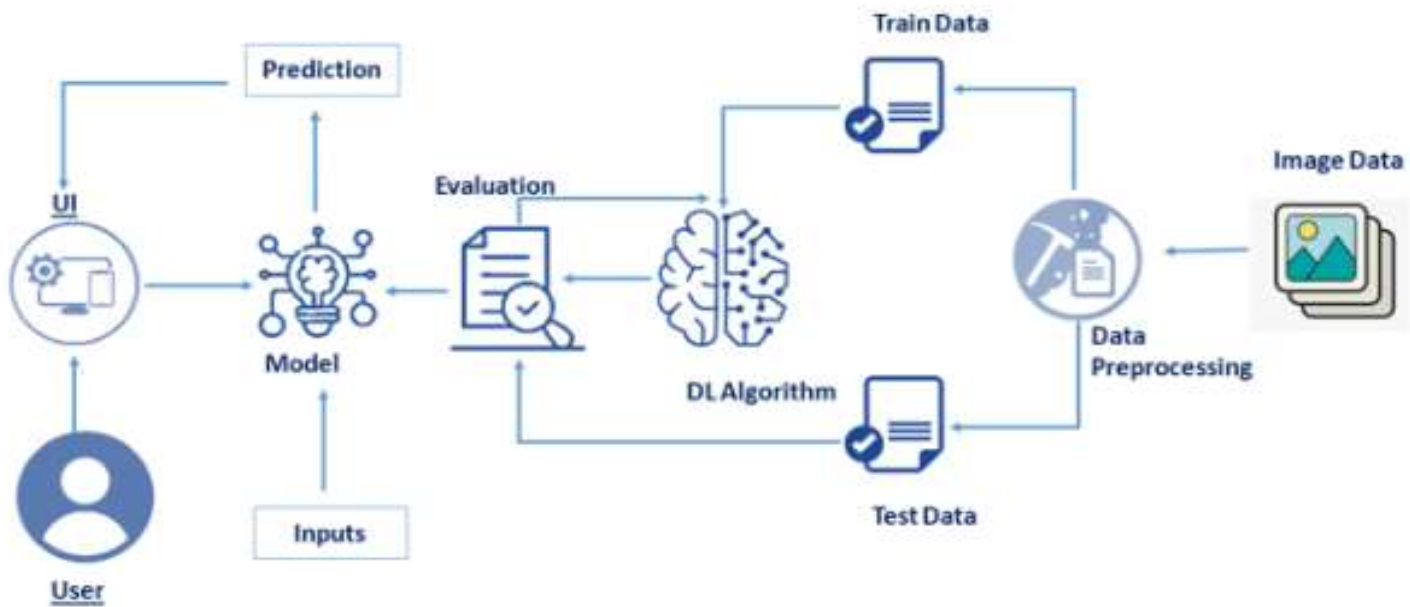 Train Data
Prediction
Image Data
Evaluation
UI
Data
Preprocessing
Model
DL Algorithm
Test Data
Inputs
User